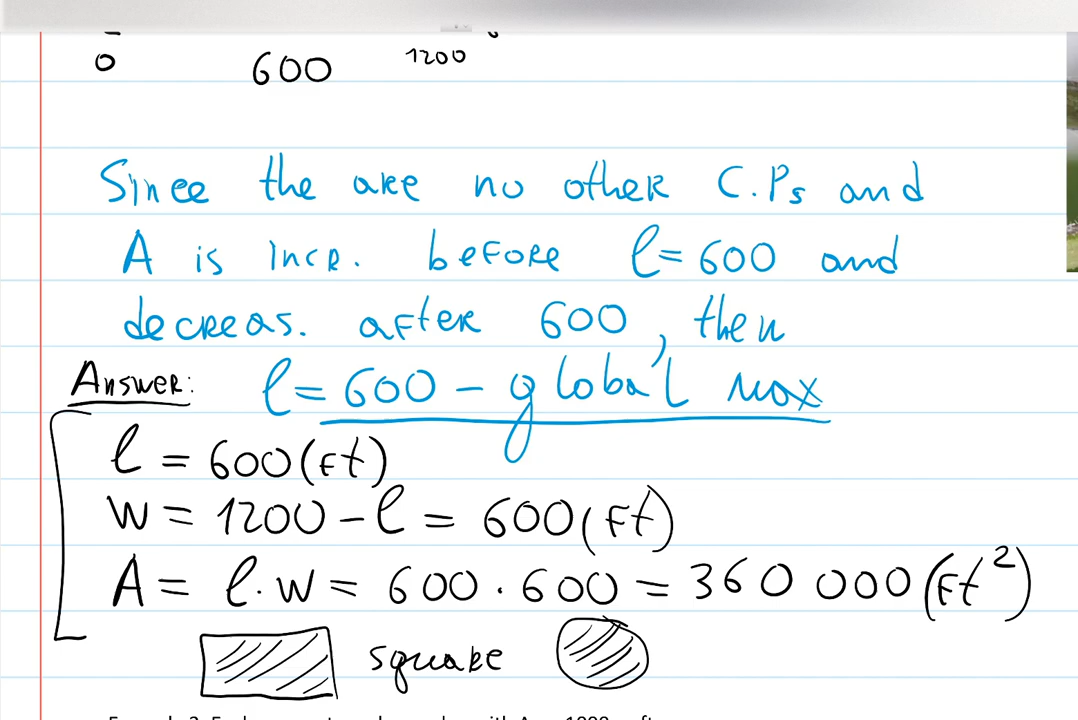 0 600 1200
Since the are no other C.Ps and
A is incr. before l = 600 and
decreas. after 600, then
l = 600 - global max
Answer:
l = 600 (ft)
w = 1200 - l = 600 (ft)
A = l · w = 600 · 600 = 360 000 (ft²)
square